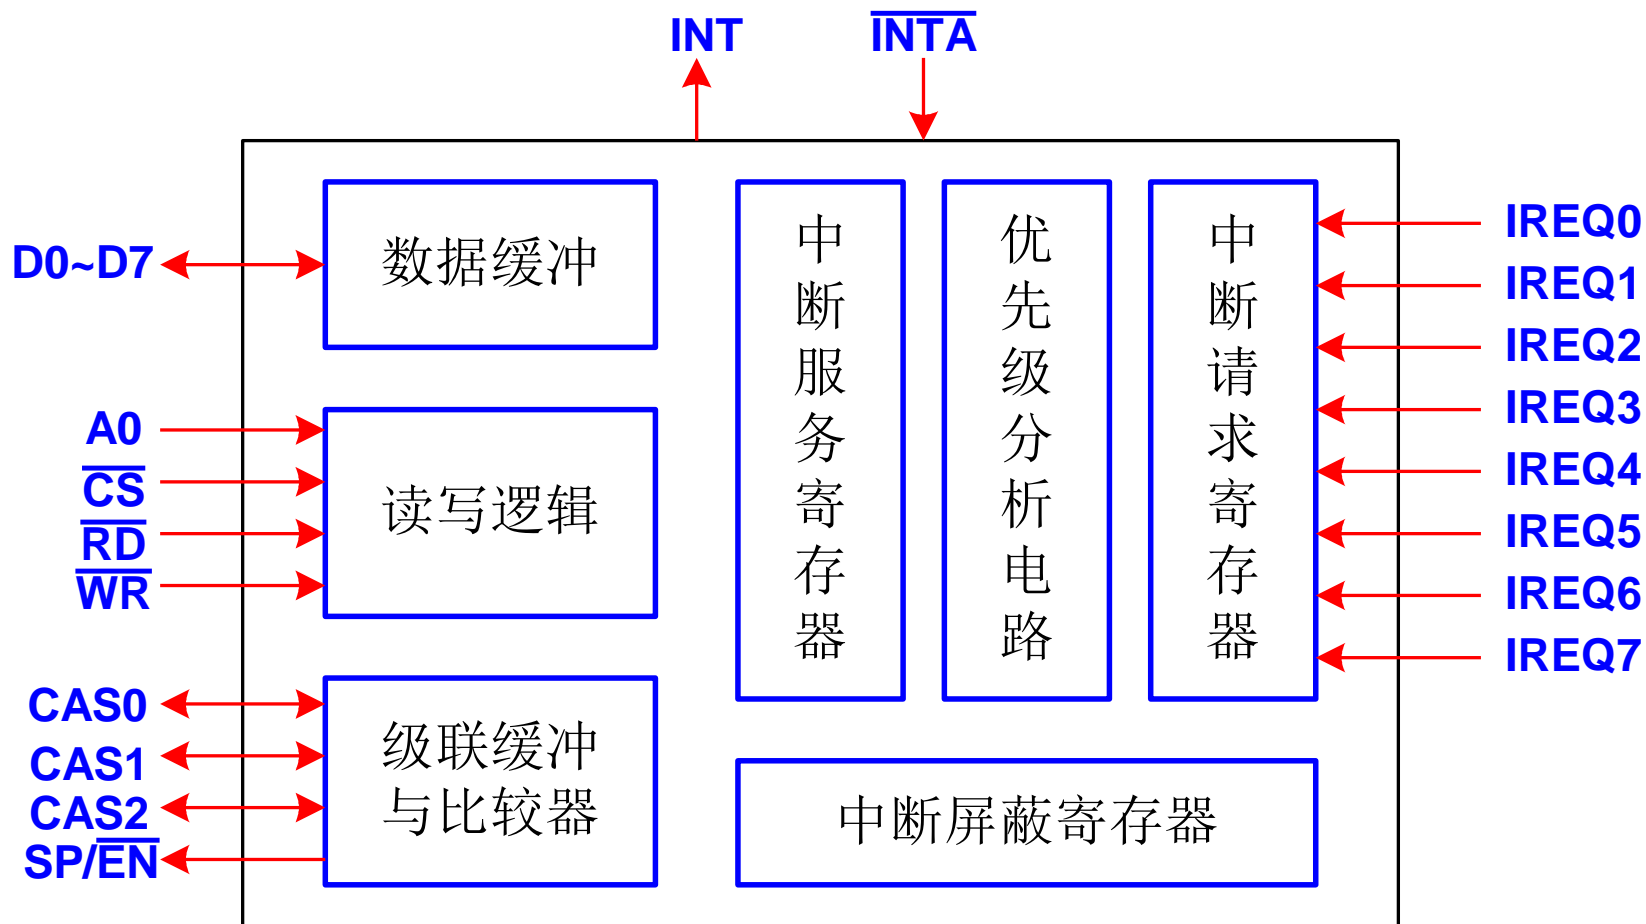 INT
INTA
D0~D7
A0
CS
RD
WR
CAS0
CAS1
CAS2
SP/EN
数据缓冲
读写逻辑
级联缓冲
与比较器
中断服务寄存器
优先级分析电路
中断请求寄存器
中断屏蔽寄存器
IREQ0
IREQ1
IREQ2
IREQ3
IREQ4
IREQ5
IREQ6
IREQ7